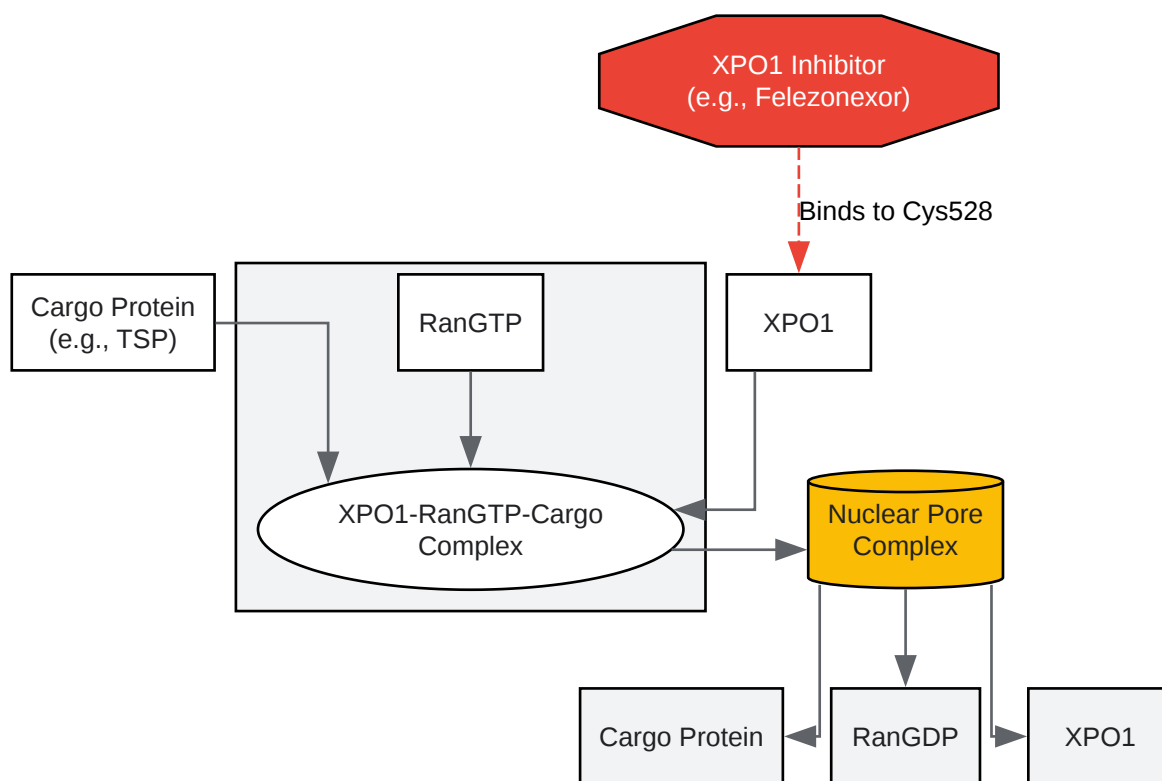 XPO1 Inhibitor
(e.g., Felezonexor)
Binds to Cys528
Cargo Protein
(e.g., TSP)
RanGTP
XPO1
XPO1-RanGTP-Cargo
Complex
Nuclear Pore
Complex
Cargo Protein
RanGDP
XPO1